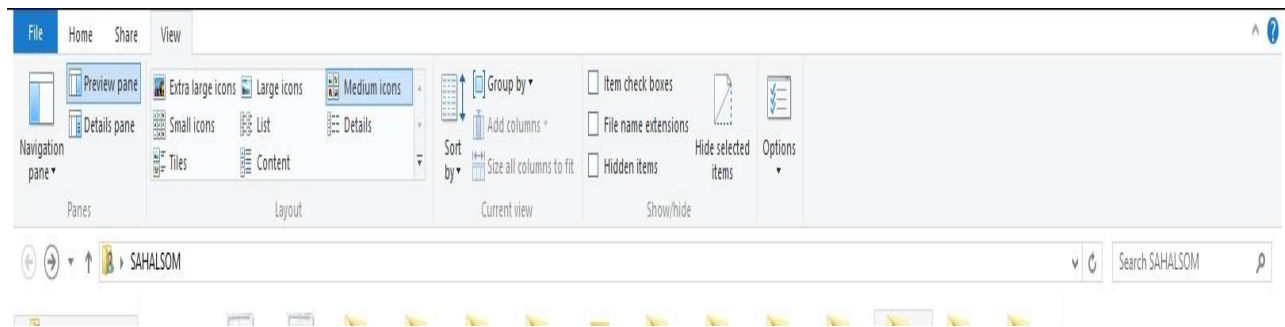 File Home Share View
Preview pane
Details pane
Navigation pane
Panes
Extra large icons Large icons Medium icons
Small icons List Details
Tiles Content
Layout
Sort by
Group by
Add columns
Size all columns to fit
Current view
Item check boxes
File name extensions
Hidden items
Hide selected items
Show/hide
Options
SAHALSOM
Search SAHALSOM